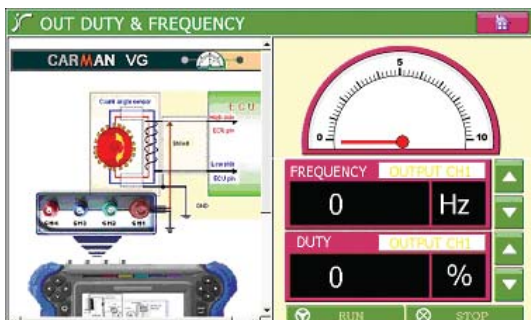 OUT DUTY & FREQUENCY
CARMAN VG
Crank angle sensor
ECU
High side
ECU pin
Shield
Low side
ECU pin
GND
CH4 CH3 CH2 CH1
0 5 10
FREQUENCY OUTPUT CH1
0 Hz
DUTY OUTPUT CH1
0 %
RUN STOP